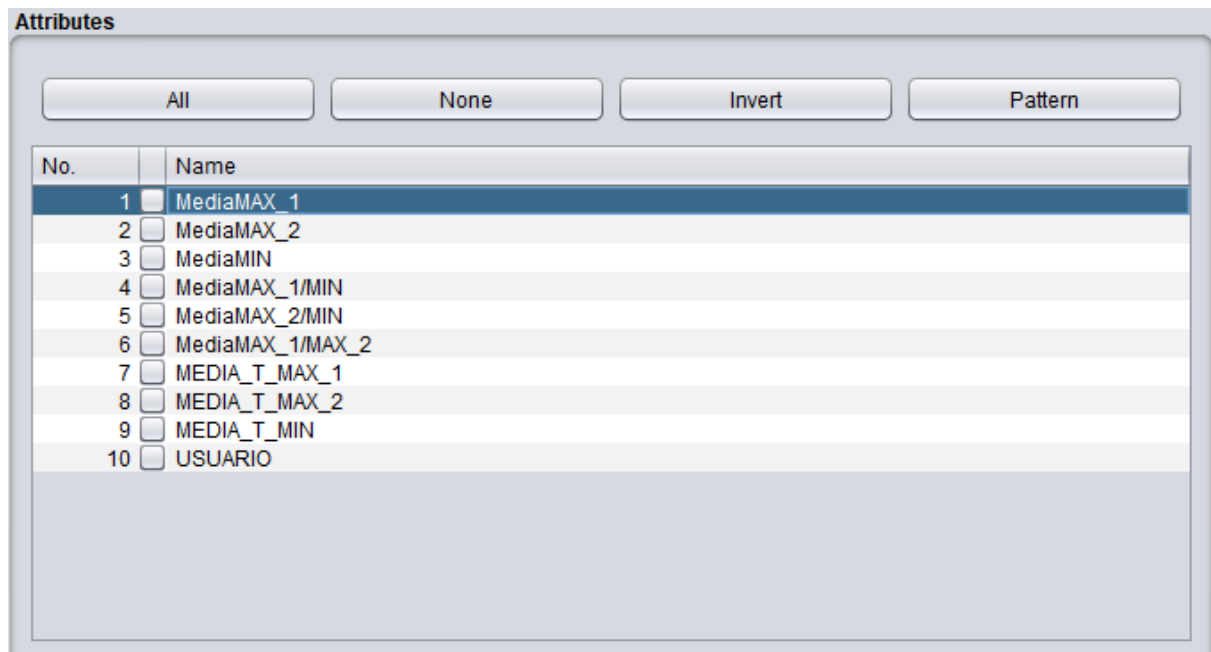 Attributes
All None Invert Pattern
No. Name
1 MediaMAX_1
2 MediaMAX_2
3 MediaMIN
4 MediaMAX_1/MIN
5 MediaMAX_2/MIN
6 MediaMAX_1/MAX_2
7 MEDIA_T_MAX_1
8 MEDIA_T_MAX_2
9 MEDIA_T_MIN
10 USUARIO